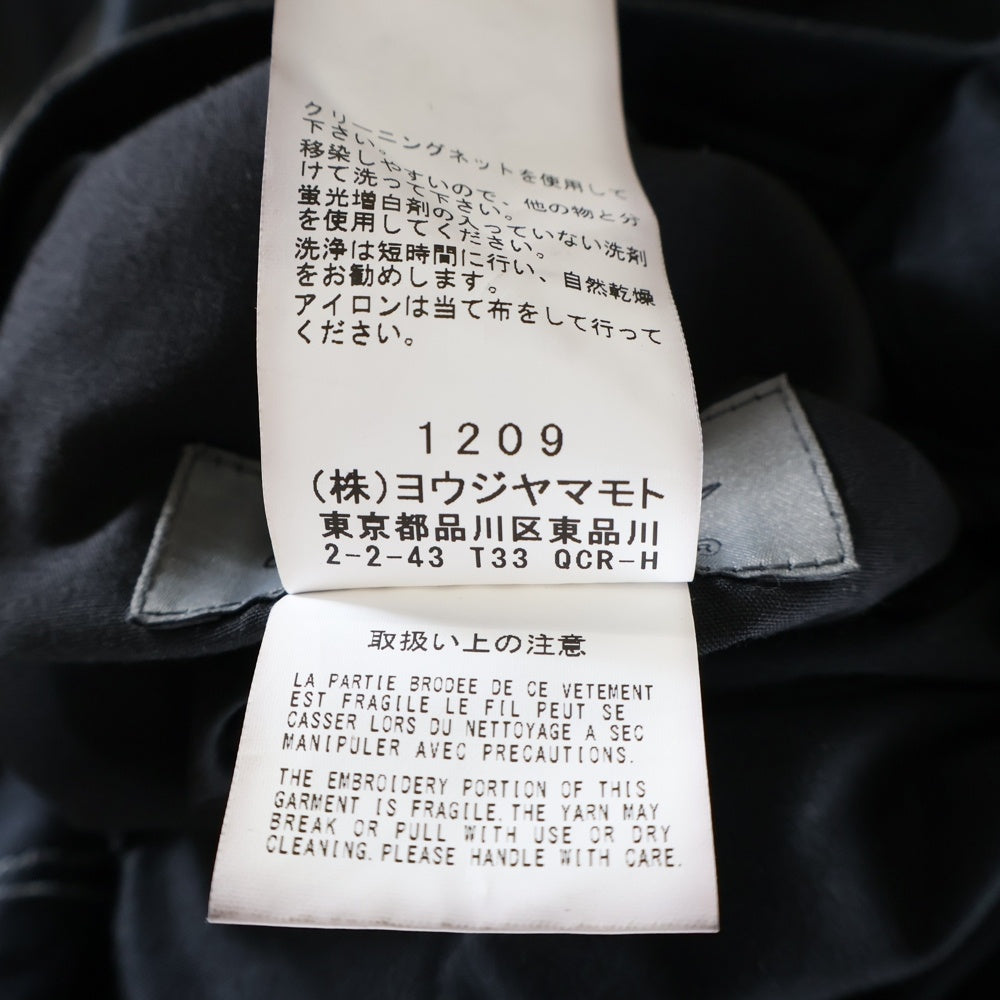 クリーニングネットを使用して
下さい。
移染しやすいので、他の物と分
けて洗って下さい。
蛍光増白剤の入っていない洗剤
を使用してください。
洗浄は短時間に行い、自然乾燥
をお勧めします。
アイロンは当て布をして行って
ください。
1209
(株)ヨウジヤマモト
東京都品川区東品川
2-2-43 T33 QCR-H
®
取扱い上の注意
LA PARTIE BRODEE DE CE VETEMENT
EST FRAGILE LE FIL PEUT SE
CASSER LORS DU NETTOYAGE A SEC
MANIPULER AVEC PRECAUTIONS.
THE EMBROIDERY PORTION OF THIS
GARMENT IS FRAGILE.THE YARN MAY
BREAK OR PULL WITH USE OR DRY
CLEANING.PLEASE HANDLE WITH CARE.